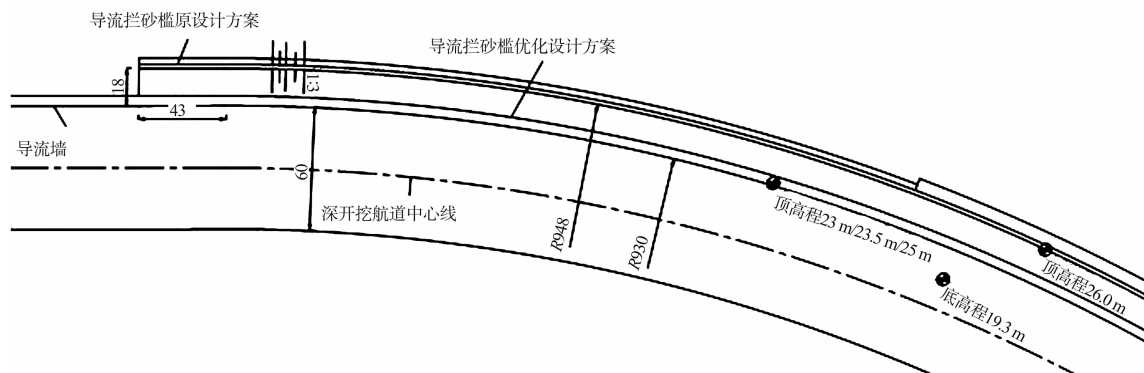 导流拦砂槛原设计方案
导流拦砂槛优化设计方案
18
43
导流墙
60
深开挖航道中心线
R948
R930
顶高程23 m/23.5 m/25 m
顶高程26.0 m
底高程19.3 m